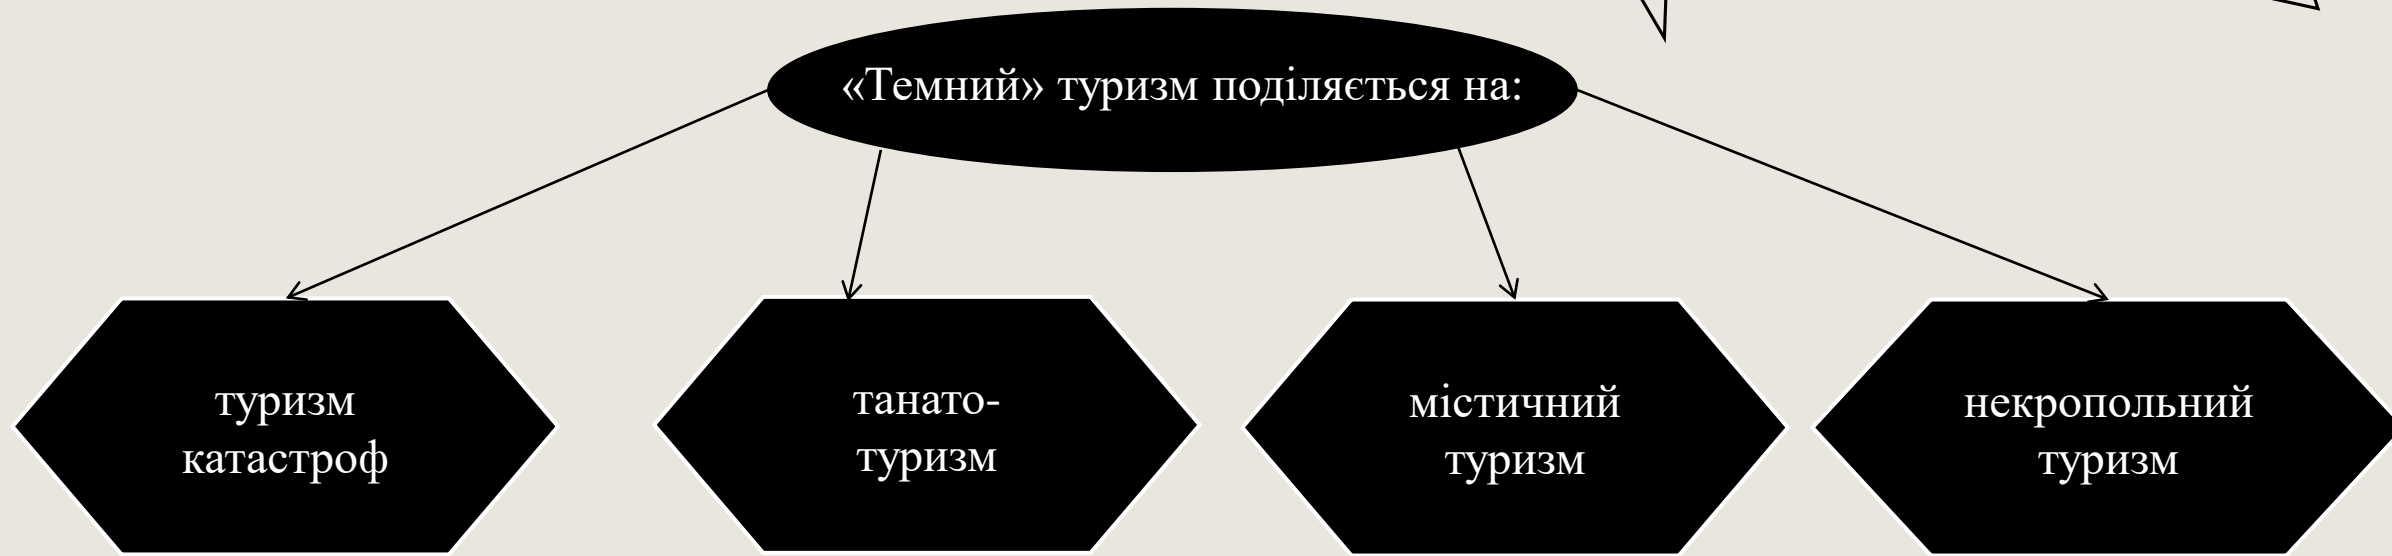 «Темний» туризм поділяється на:
туризм
катастроф
танато-
туризм
містичний
туризм
некропольний
туризм